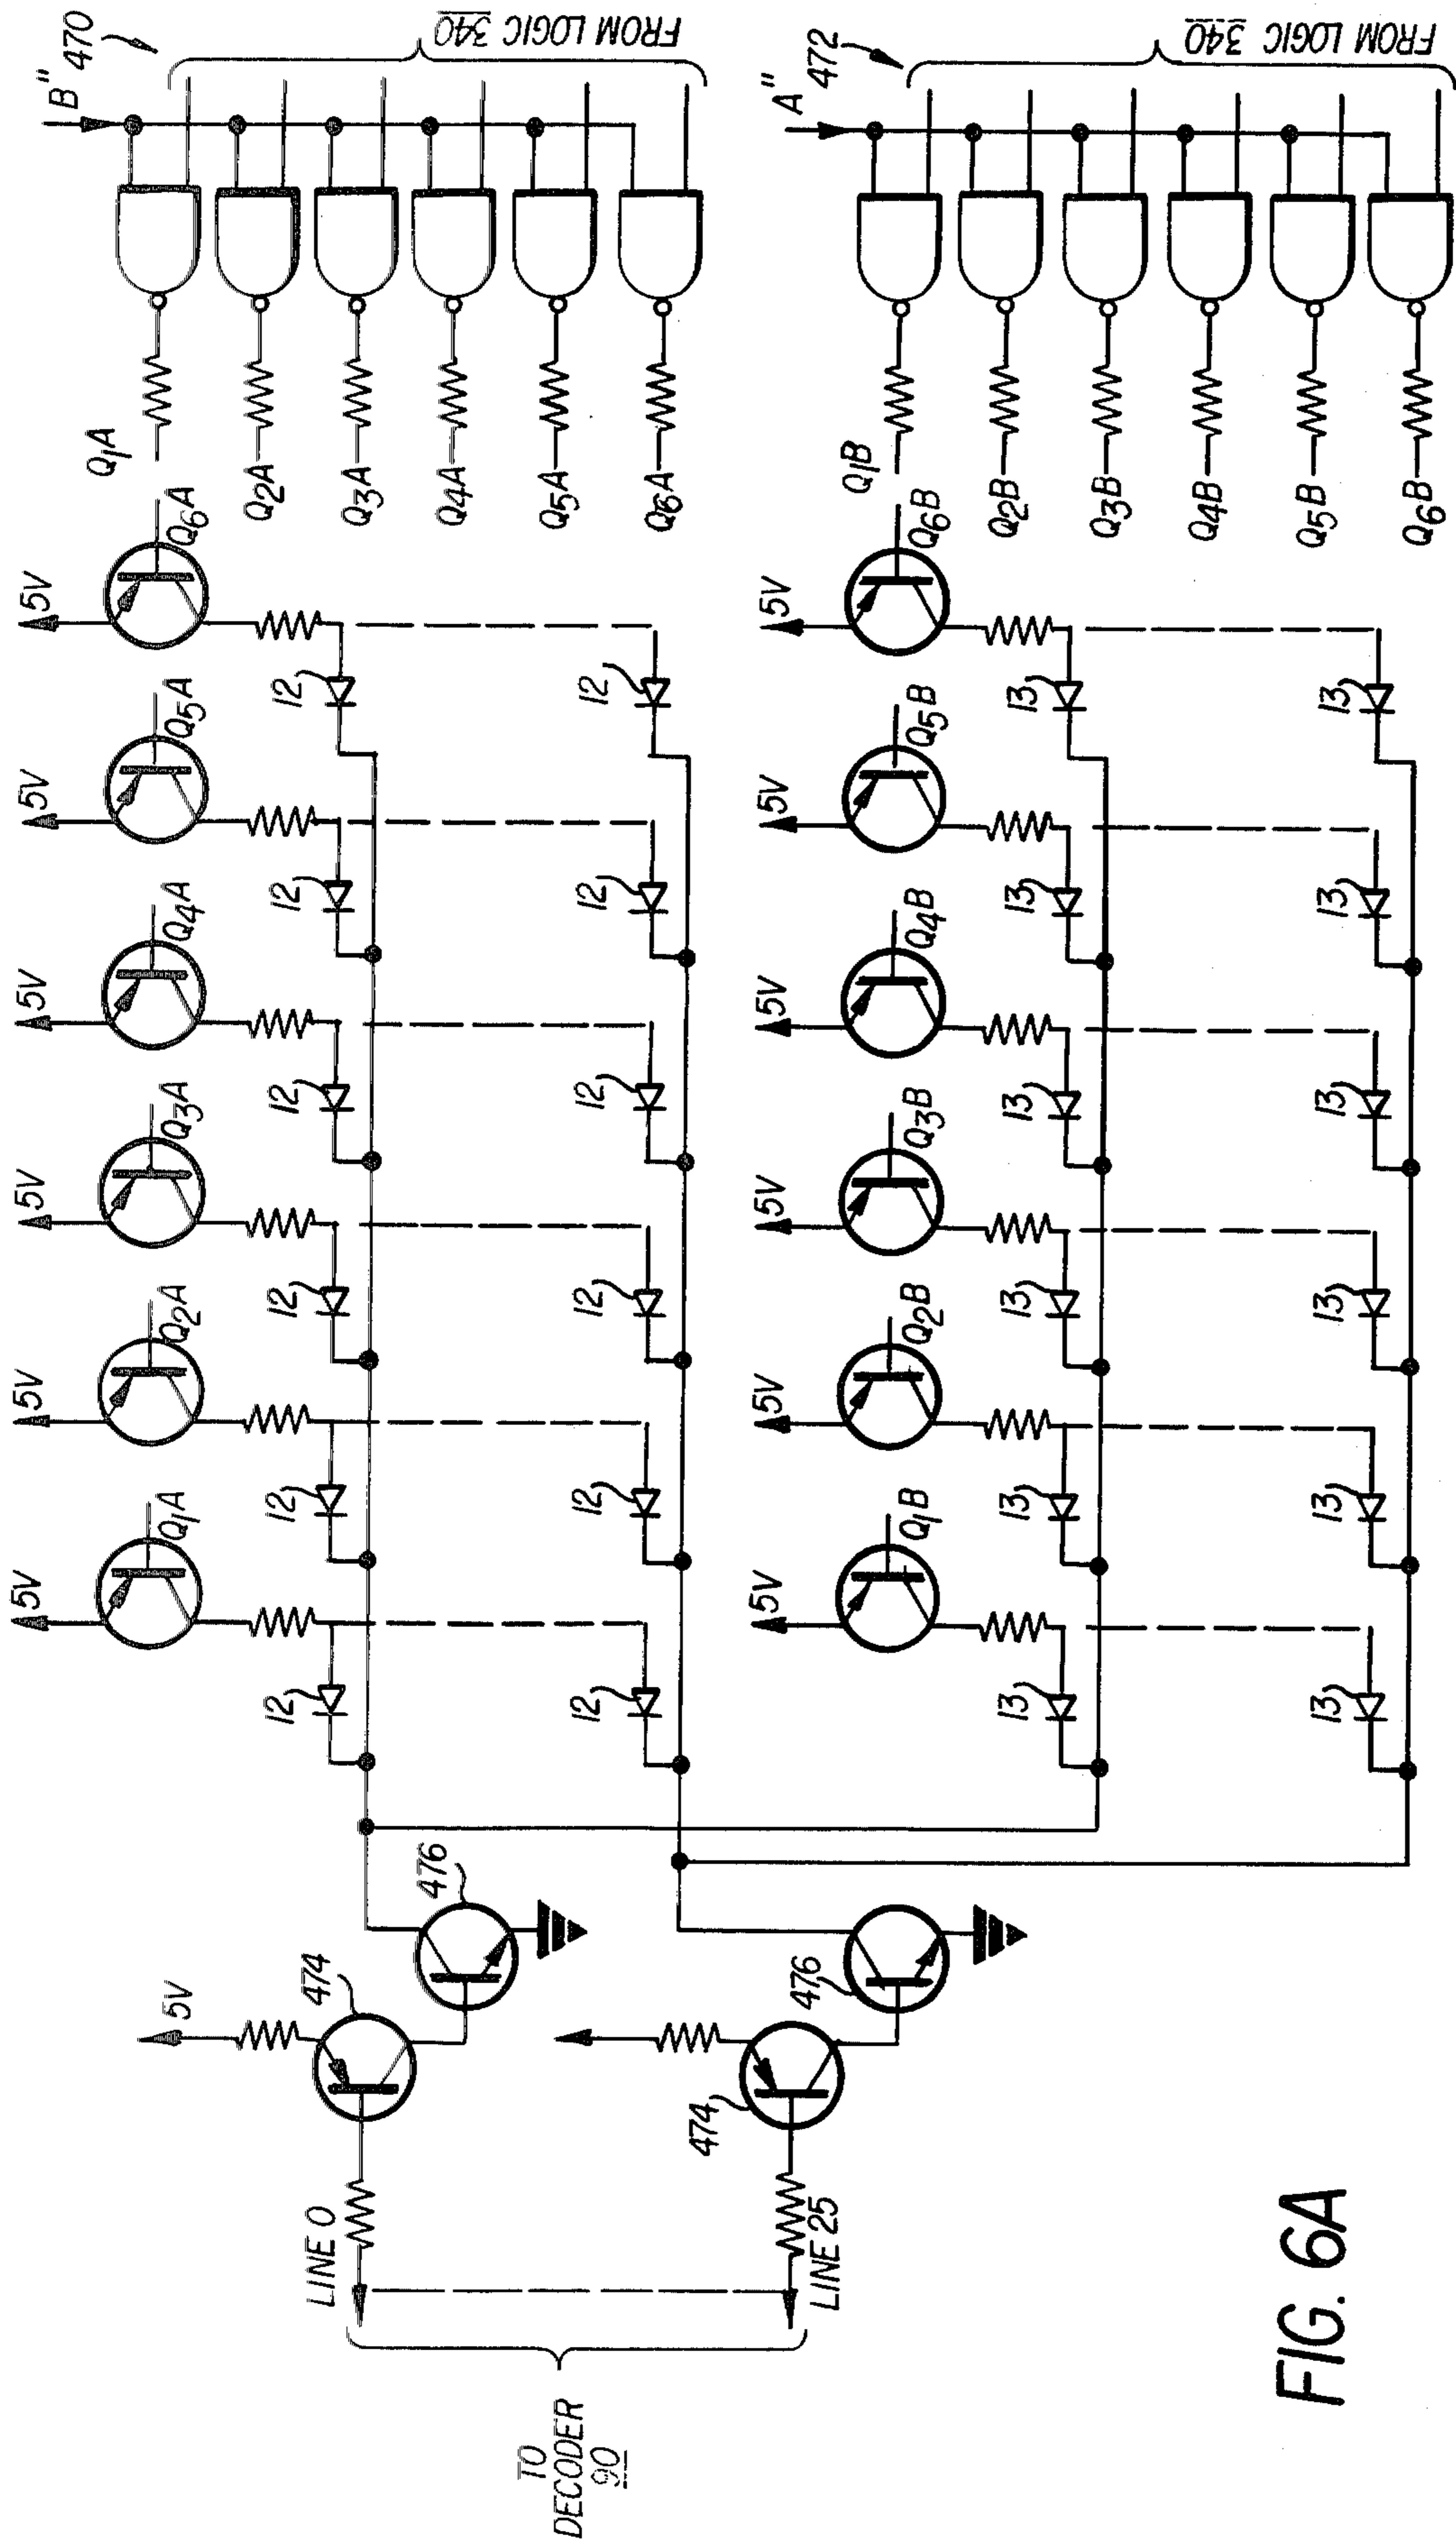 B"
470
FROM LOGIC 340
Q1A
Q2A
Q3A
Q4A
Q5A
Q6A
5V
5V
5V
5V
5V
5V
Q1A
Q2A
Q3A
Q4A
Q5A
Q6A
12
12
12
12
12
12
12
12
12
12
12
12
A"
472
FROM LOGIC 340
Q1B
Q2B
Q3B
Q4B
Q5B
Q6B
5V
5V
5V
5V
5V
5V
Q1B
Q2B
Q3B
Q4B
Q5B
Q6B
13
13
13
13
13
13
13
13
13
13
13
13
5V
474
476
474
476
LINE 0
LINE 25
TO
DECODER
90
FIG. 6A